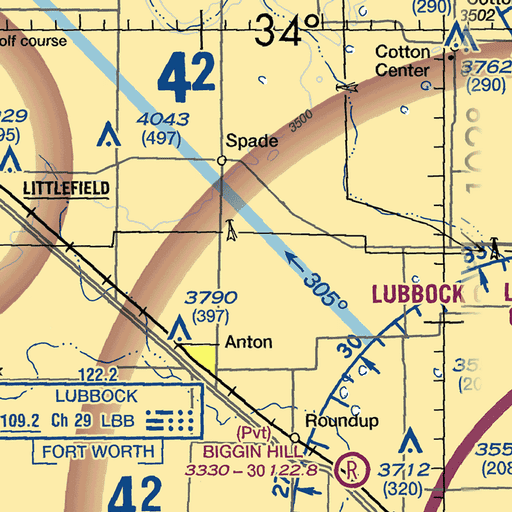 (290)
3502
34°
olf course
Cotton
Center
3762
(290)
42
4043
(497)
3500
Spade
LITTLEFIELD
305°
LUBBOCK
3790
(397)
Anton
30
122.2
LUBBOCK
109.2 Ch 29 LBB
FORT WORTH
Roundup
(Pvt)
BIGGIN HILL
3330 - 30 122.8
R
3712
(320)
42